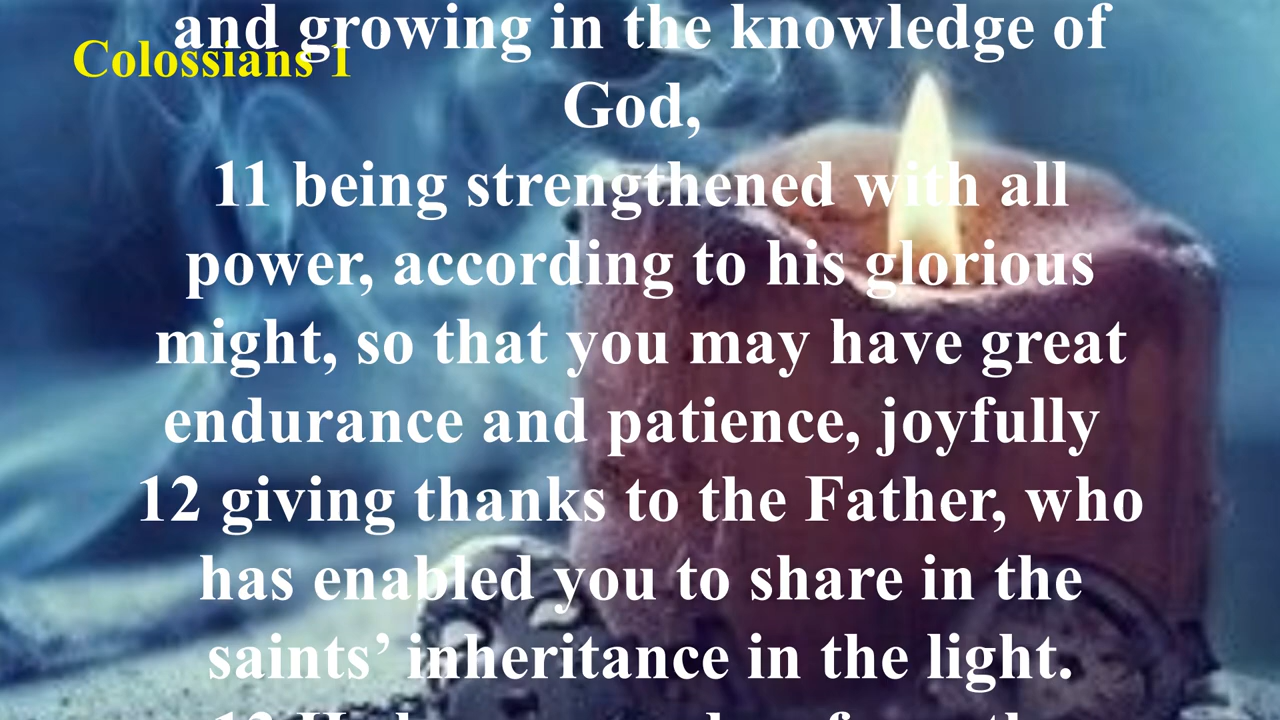 and growing in the knowledge of
Colossians 1
God,
11 being strengthened with all
power, according to his glorious
might, so that you may have great
endurance and patience, joyfully
12 giving thanks to the Father, who
has enabled you to share in the
saints’ inheritance in the light.